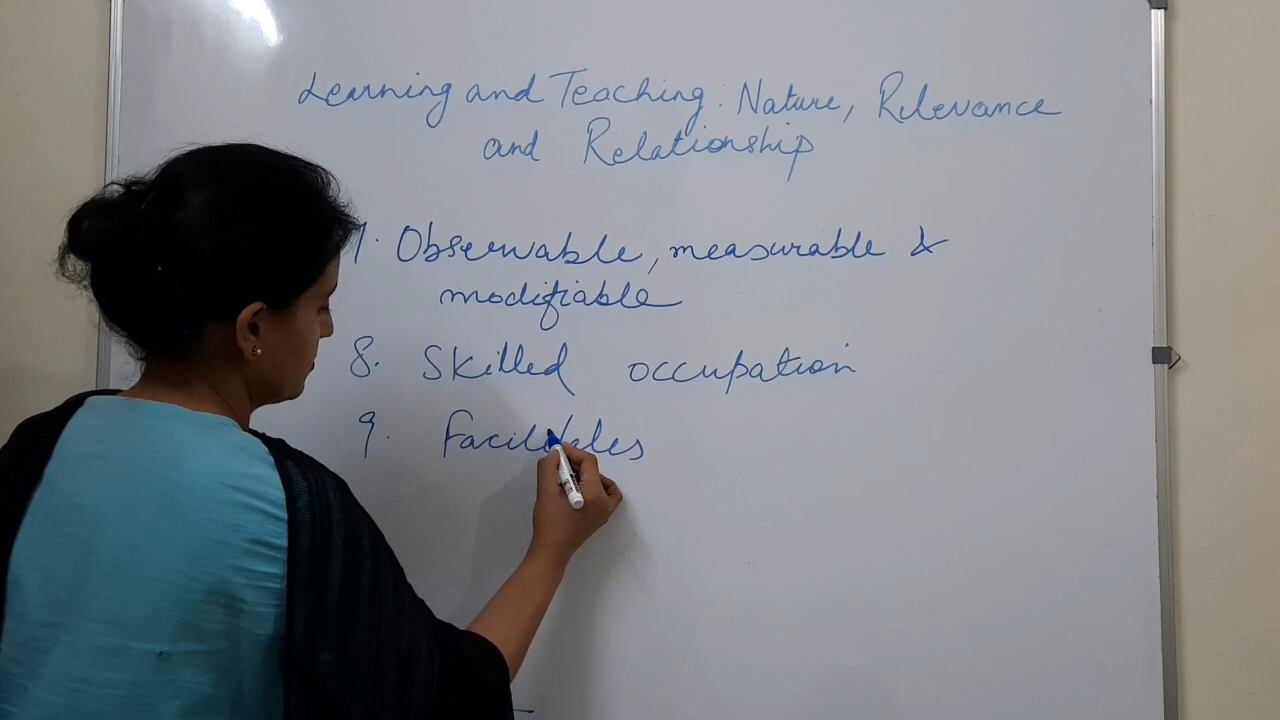 Learning and Teaching: Nature, Relevance
and Relationship
7. Observable, measurable &
modifiable
8. Skilled occupation
9. Facilitates